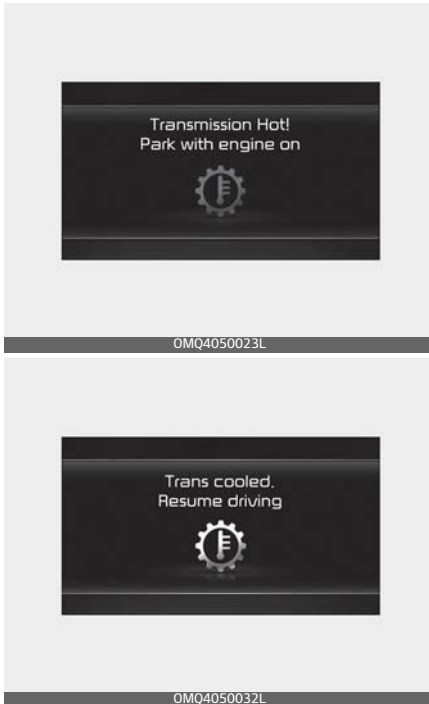 Transmission Hot!
Park with engine on
OMQ4050023L
Trans cooled,
Resume driving
OMQ4050032L